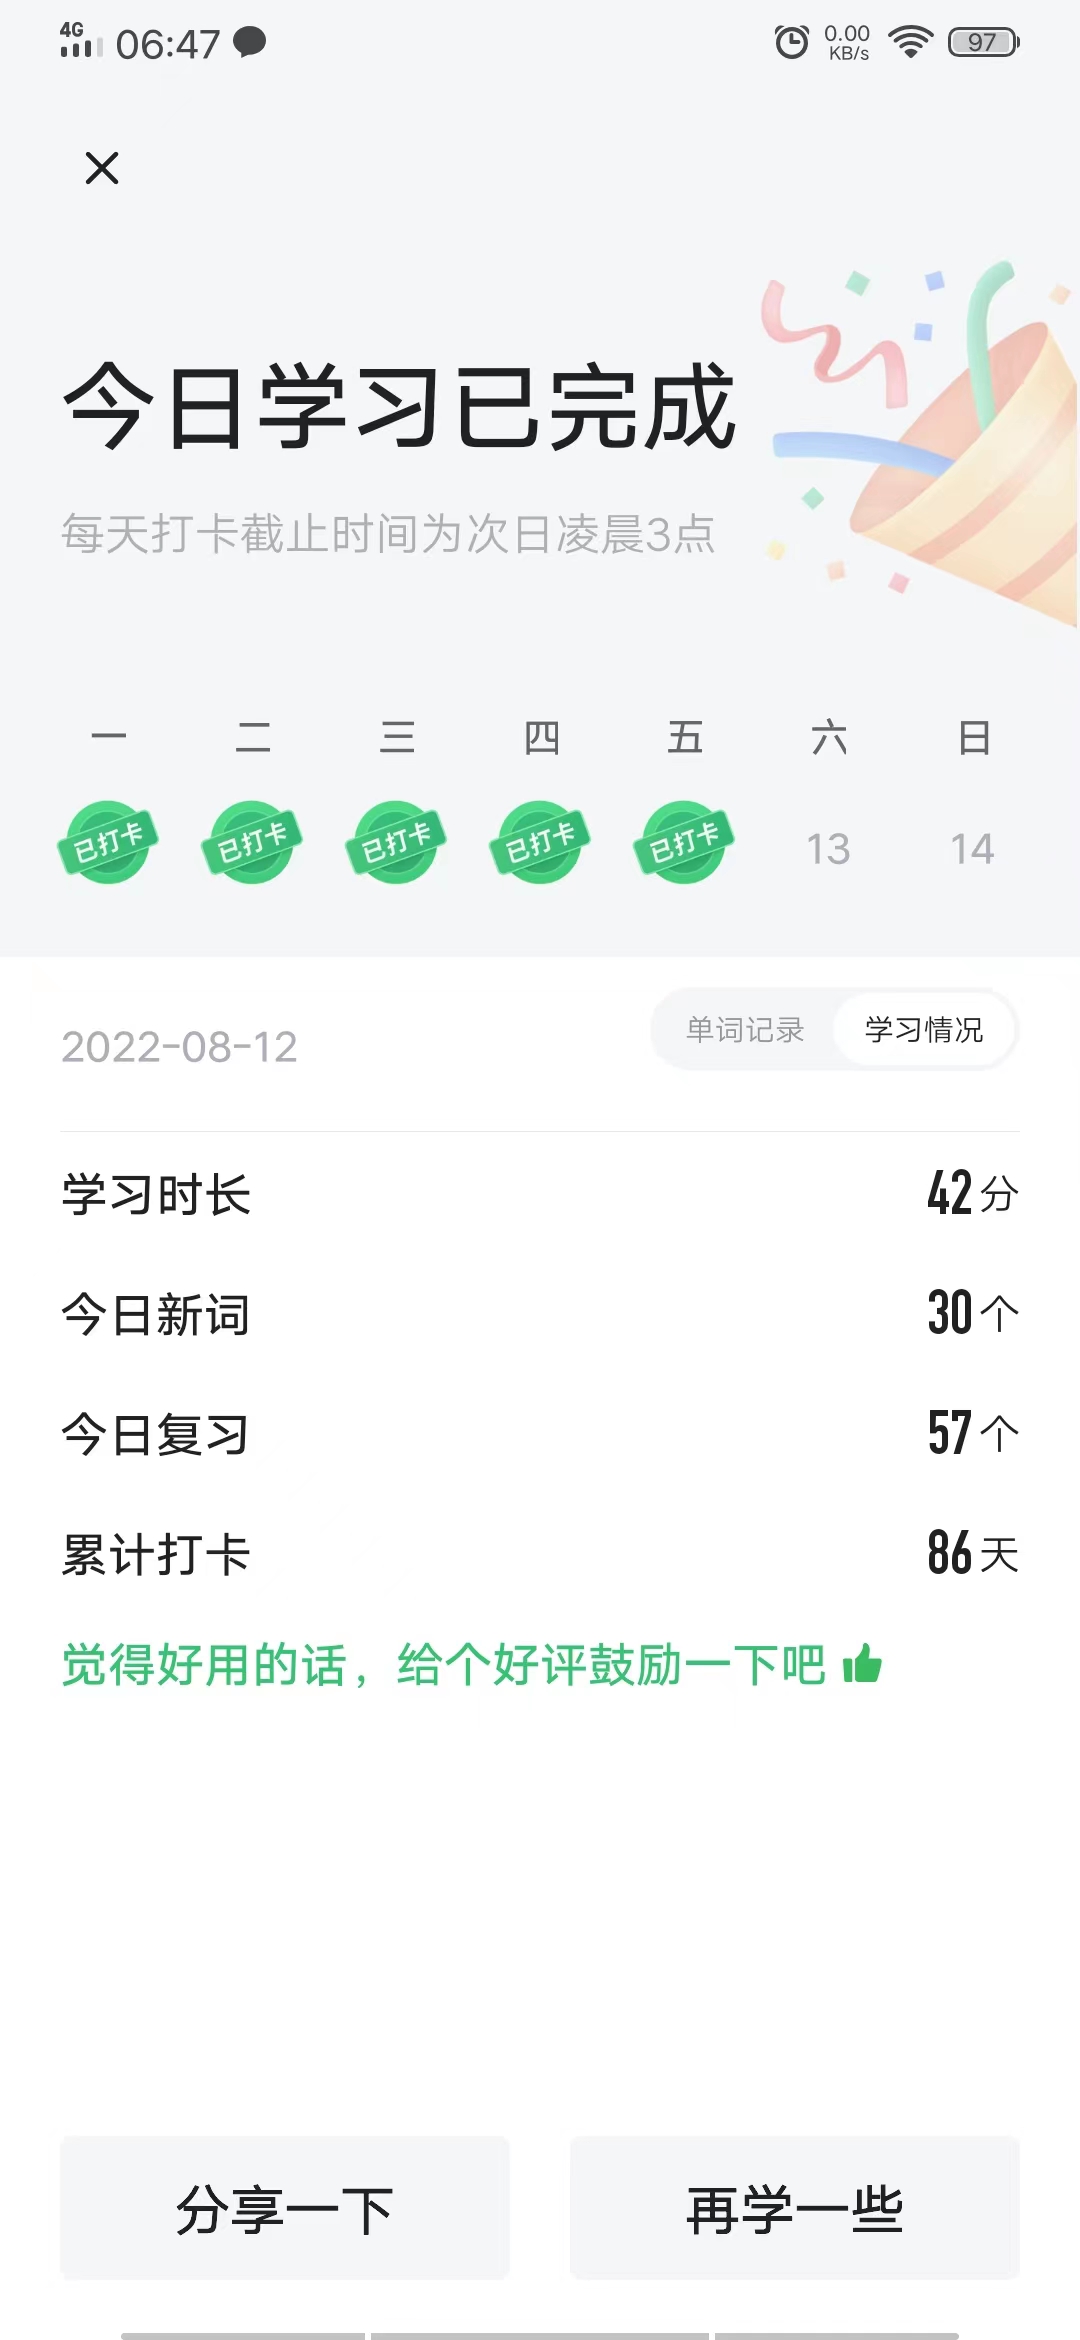 4G 06:47 0.00 KB/s 97
今日学习已完成
每天打卡截止时间为次日凌晨3点
一 二 三 四 五 六 日
已打卡 已打卡 已打卡 已打卡 已打卡 13 14
2022-08-12 单词记录 学习情况
学习时长 42分
今日新词 30个
今日复习 57个
累计打卡 86天
觉得好用的话，给个好评鼓励一下吧
分享一下 再学一些